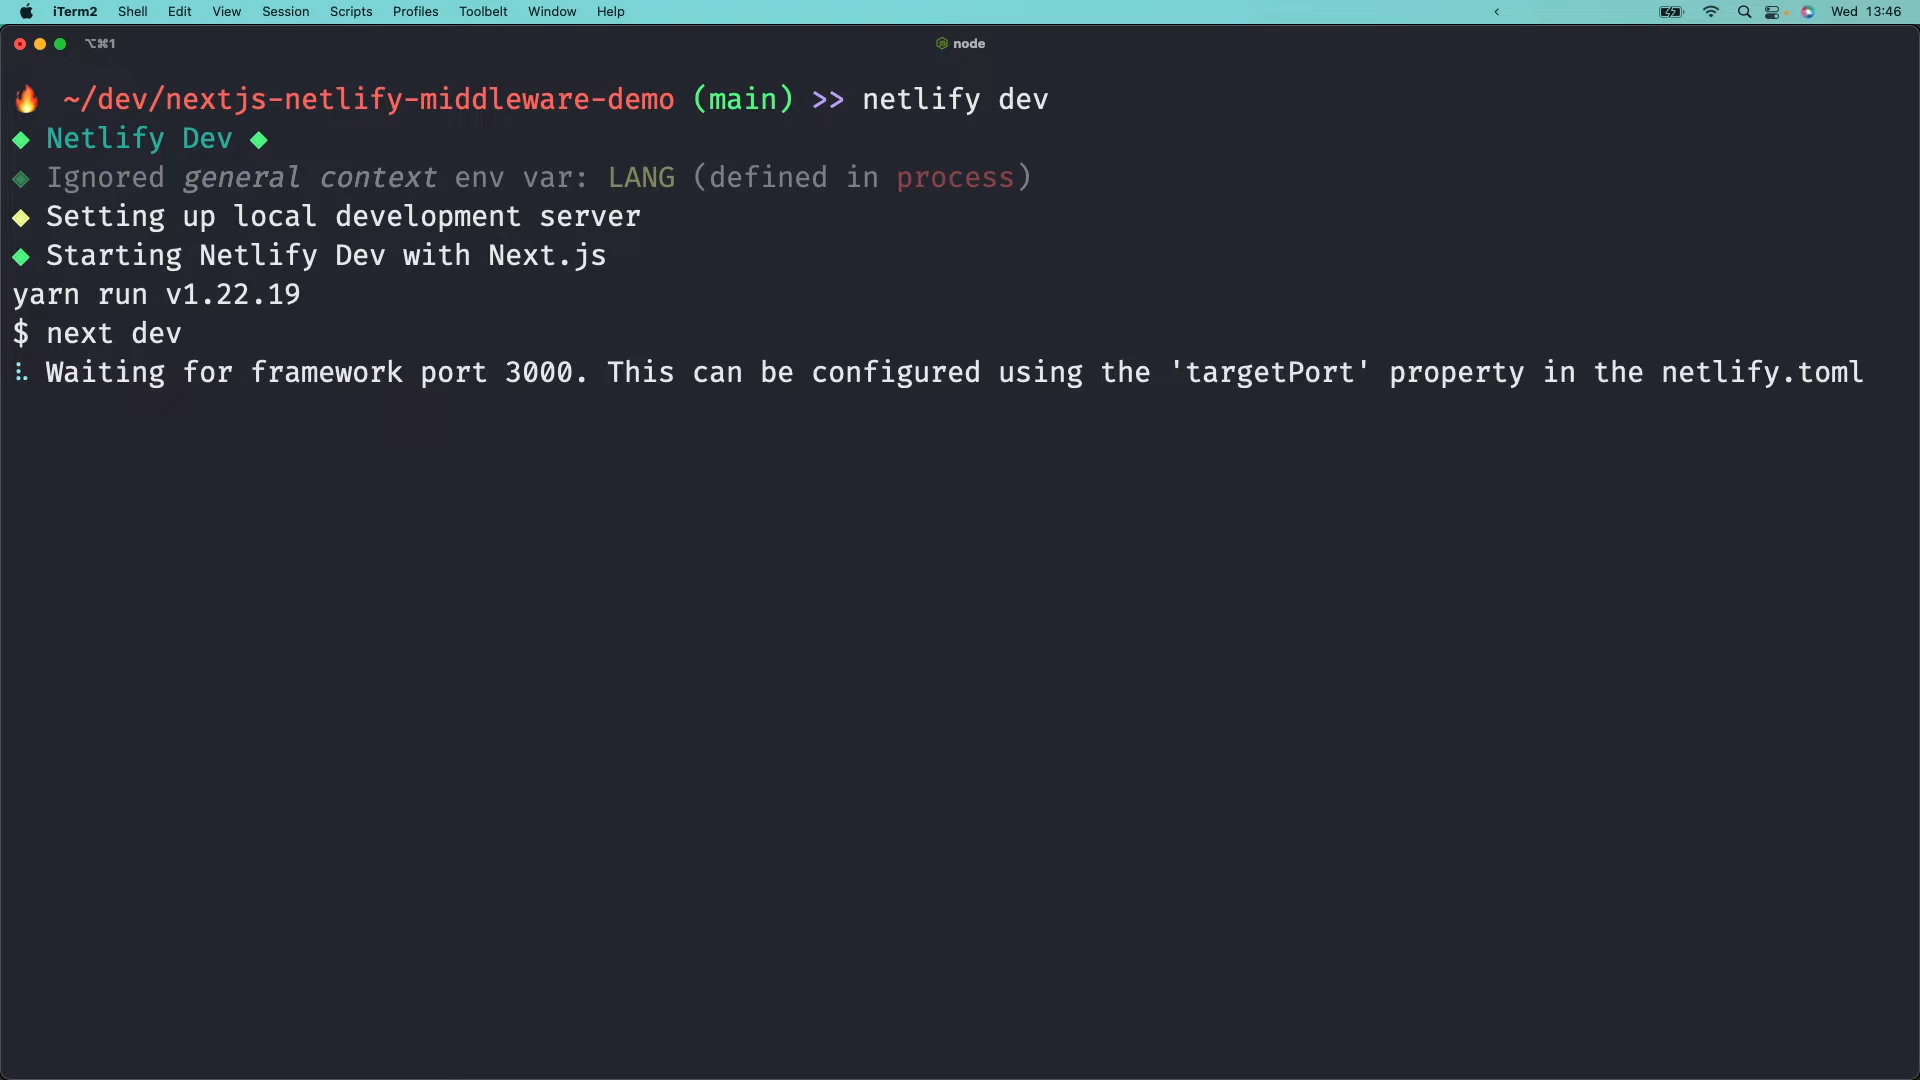 iTerm2 Shell Edit View Session Scripts Profiles Toolbelt Window Help Wed 13:46
⌥⌘1 node
~/dev/nextjs-netlify-middleware-demo (main) >> netlify dev
◆ Netlify Dev ◆
◈ Ignored general context env var: LANG (defined in process)
◈ Setting up local development server
◈ Starting Netlify Dev with Next.js
yarn run v1.22.19
$ next dev
⠧ Waiting for framework port 3000. This can be configured using the 'targetPort' property in the netlify.toml